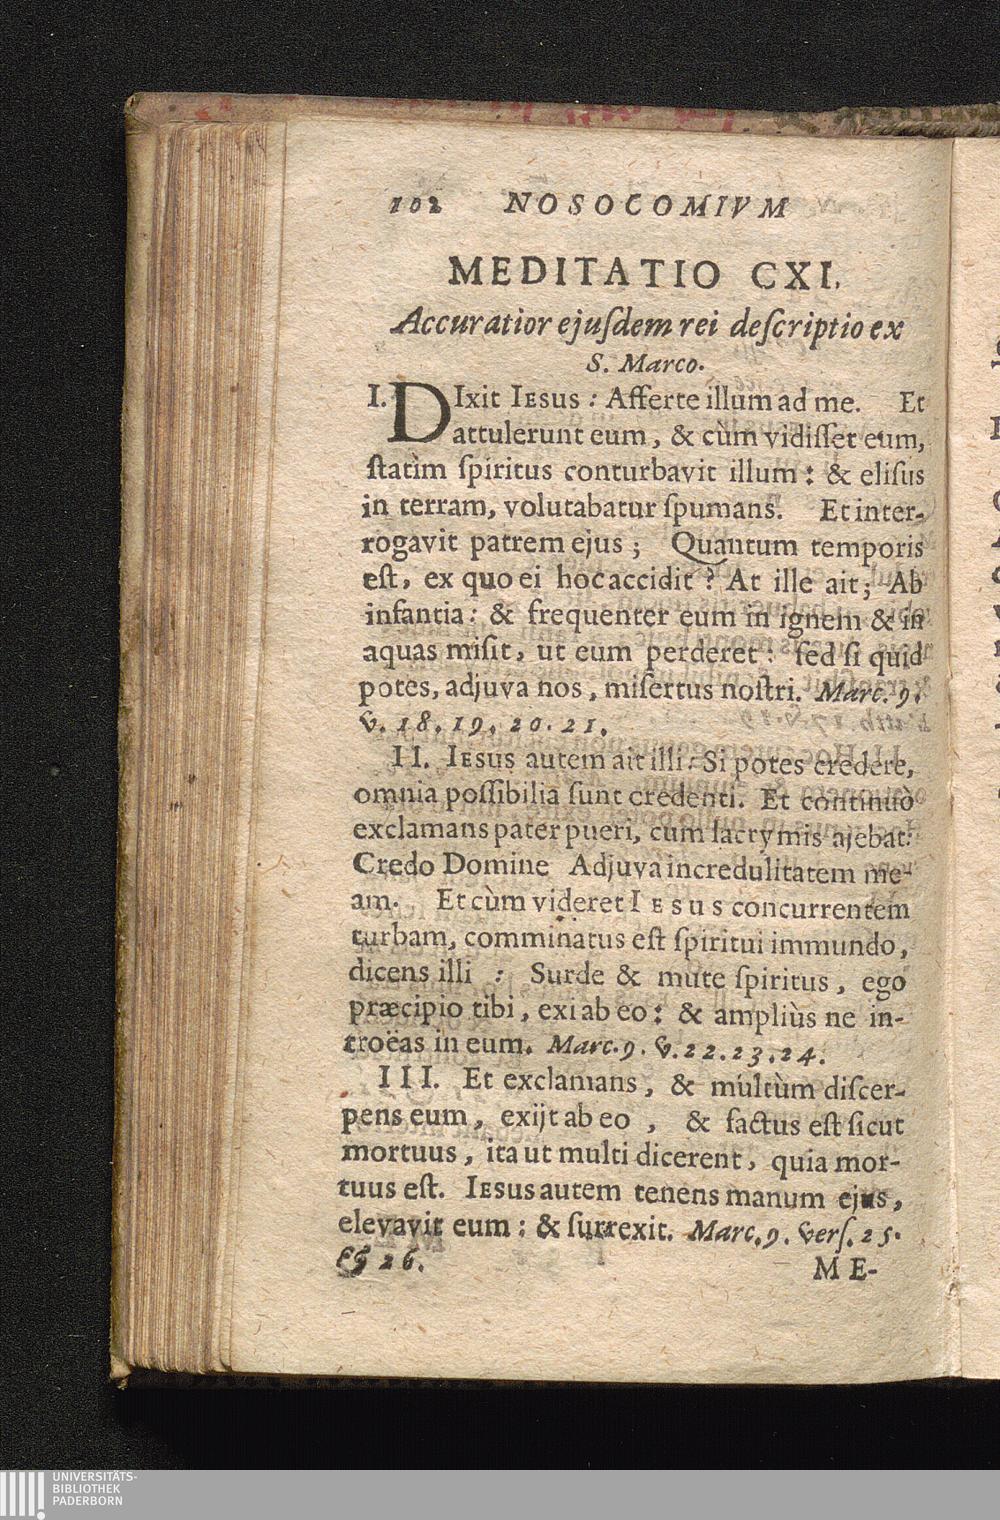 102 NOSOCOMIVM
MEDITATIO CXI.
Accuratior ejuſdem rei deſcriptio ex
S. Marco.
I. DIxit IEsus : Afferte illum ad me. Et
attulerunt eum, & cùm vidiſſet eum,
ſtatìm ſpiritus conturbavit illum : & eliſus
in terram, volutabatur ſpumans. Et inter-
rogavit patrem ejus ; Quantum temporis
eſt, ex quo ei hoc accidit ? At ille ait ; Ab
infantia : & frequenter eum in ignem & in
aquas miſit, ut eum perderet : ſed ſi quid
potes, adjuva nos, miſertus noſtri. Marc. 9.
v. 18. 19. 20. 21.
II. IEsus autem ait illi : Si potes credere,
omnia poſſibilia ſunt credenti. Et continuò
exclamans pater pueri, cum lacrymis ajebat:
Credo Domine Adjuva incredulitatem me-
am. Et cùm videret IEsus concurrentem
turbam, comminatus eſt ſpiritui immundo,
dicens illi : Surde & mute ſpiritus, ego
præcipio tibi, exi ab eo : & ampliùs ne in-
troëas in eum. Marc. 9. v. 22. 23. 24.
III. Et exclamans, & multùm diſcer-
pens eum, exijt ab eo, & factus eſt ſicut
mortuus, ita ut multi dicerent, quia mor-
tuus eſt. IEsus autem tenens manum ejus,
elevavit eum : & ſurrexit. Marc. 9. verſ. 25.
& 26.
ME-
UNIVERSITÄTS-
BIBLIOTHEK
PADERBORN